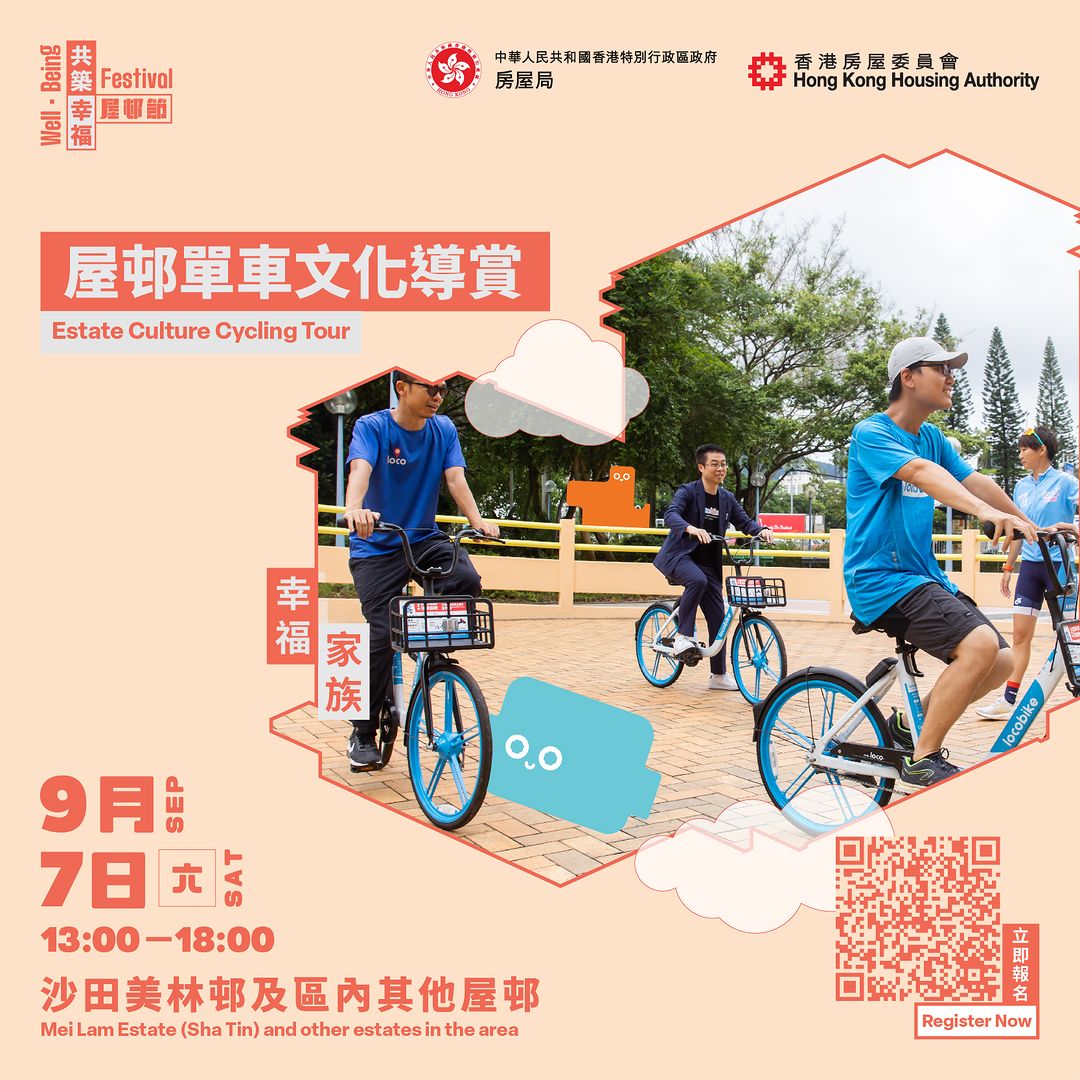 Well · Being
共築幸福
Festival
屋邨節
中華人民共和國香港特別行政區政府
房屋局
HONG KONG
香港房屋委員會
Hong Kong Housing Authority
屋邨單車文化導賞
Estate Culture Cycling Tour
loco
幸福
家族
locobike
loco
9月
SEP
7日
六
SAT
13:00－18:00
沙田美林邨及區內其他屋邨
Mei Lam Estate (Sha Tin) and other estates in the area
立即報名
Register Now